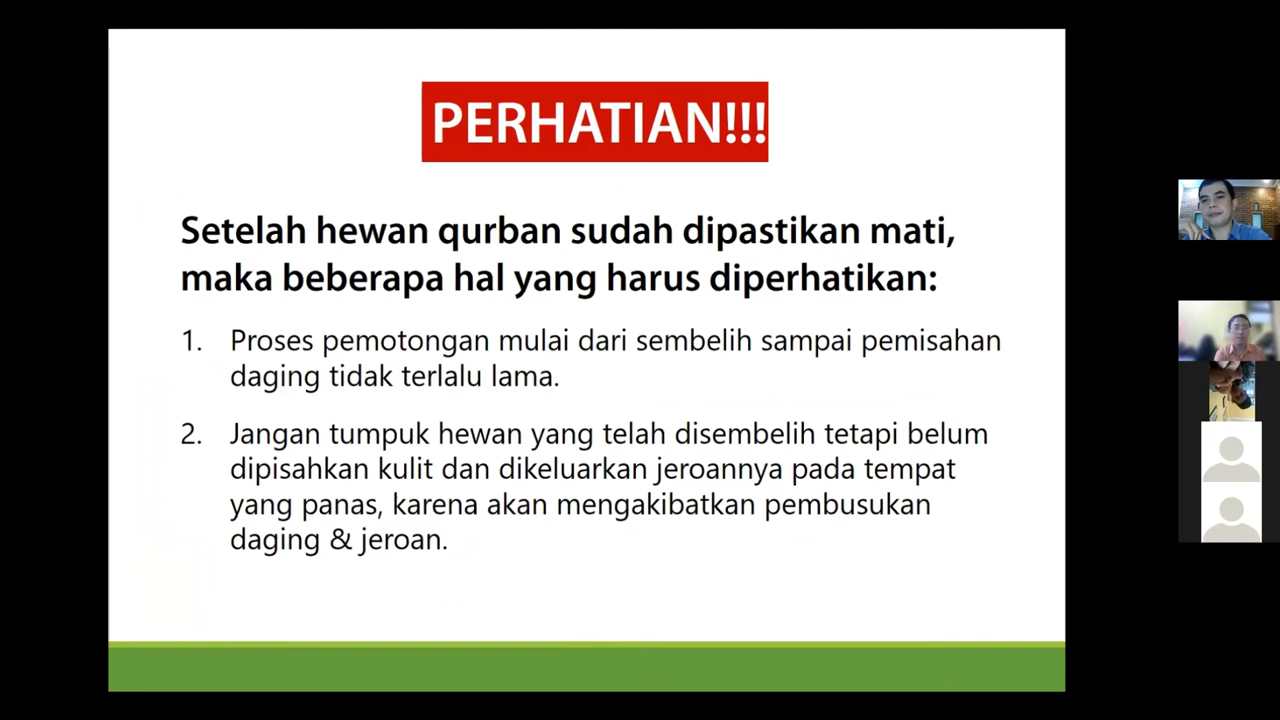 PERHATIAN!!!
Setelah hewan qurban sudah dipastikan mati,
maka beberapa hal yang harus diperhatikan:
1. Proses pemotongan mulai dari sembelih sampai pemisahan
daging tidak terlalu lama.
2. Jangan tumpuk hewan yang telah disembelih tetapi belum
dipisahkan kulit dan dikeluarkan jeroannya pada tempat
yang panas, karena akan mengakibatkan pembusukan
daging & jeroan.